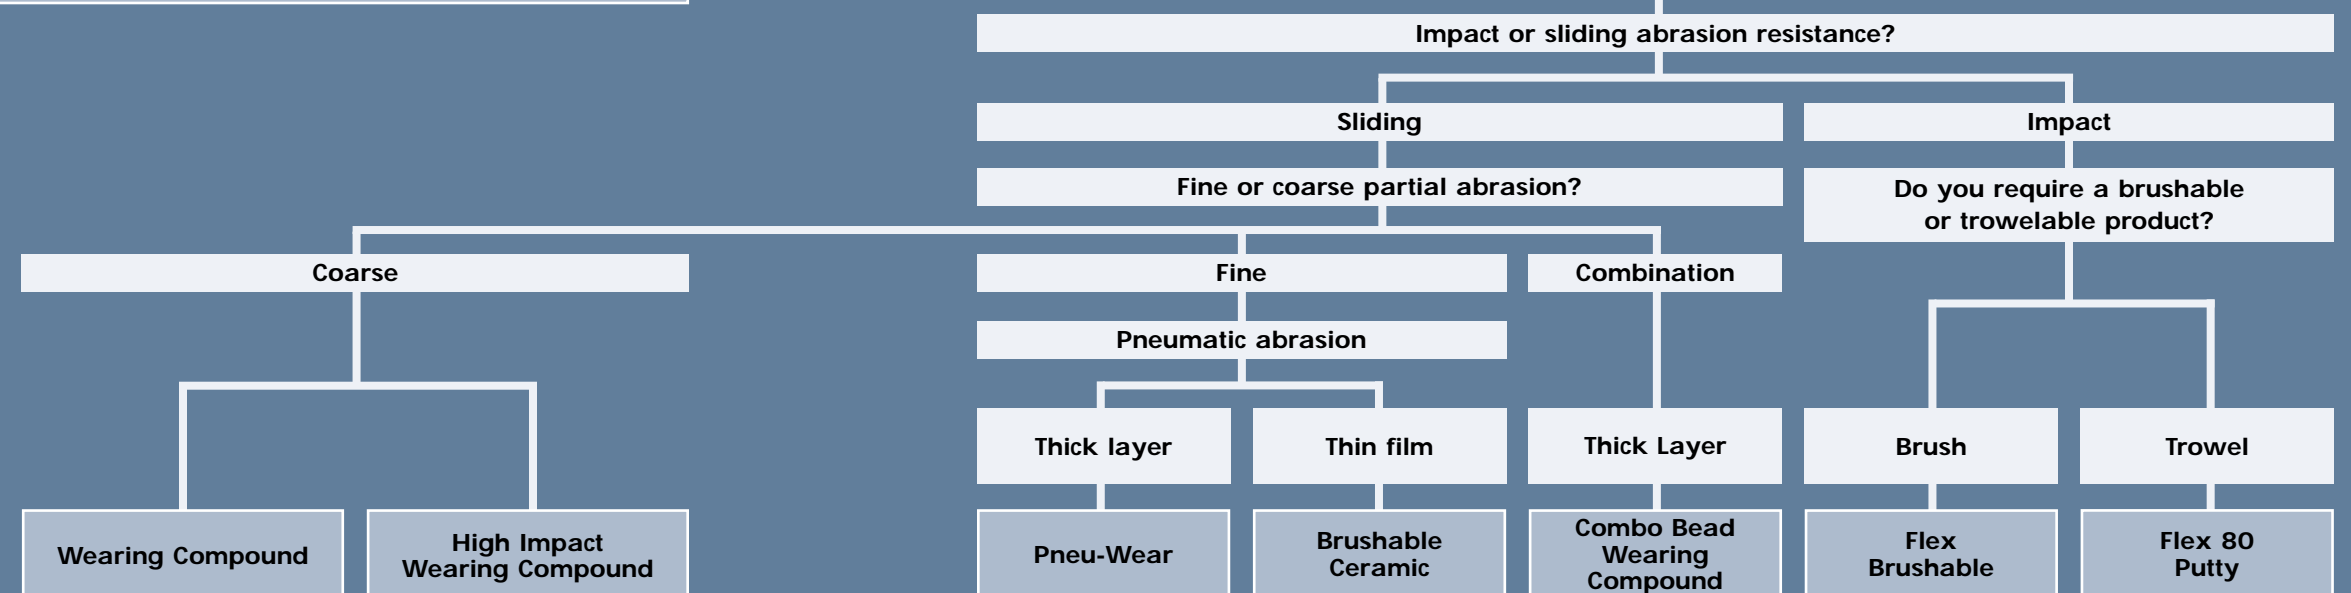 Impact or sliding abrasion resistance?
Sliding
Impact
Fine or coarse partial abrasion?
Do you require a brushable
or trowelable product?
Coarse
Fine
Combination
Pneumatic abrasion
Thick layer
Thin film
Thick Layer
Brush
Trowel
Wearing Compound
High Impact
Wearing Compound
Pneu-Wear
Brushable
Ceramic
Combo Bead
Wearing
Compound
Flex
Brushable
Flex 80
Putty